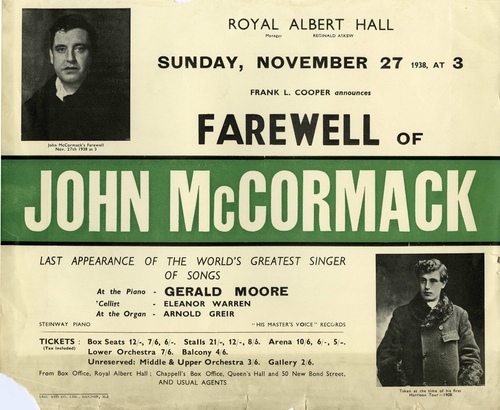 ROYAL ALBERT HALL
Manager REGINALD ASKEW
SUNDAY, NOVEMBER 27 1938, AT 3
FRANK L. COOPER announces
FAREWELL OF
John McCormack's Farewell
Nov. 27th 1938 at 3
JOHN McCORMACK
LAST APPEARANCE OF THE WORLD'S GREATEST SINGER
OF SONGS
At the Piano - GERALD MOORE
'Cellist - ELEANOR WARREN
At the Organ - ARNOLD GREIR
STEINWAY PIANO "HIS MASTER'S VOICE" RECORDS
TICKETS : Box Seats 12/-, 7/6, 6/-. Stalls 21/-, 12/-, 8/6. Arena 10/6, 6/-, 5/-.
(Tax Included) Lower Orchestra 7/6. Balcony 4/6.
Unreserved: Middle & Upper Orchestra 3/6. Gallery 2/6.
From Box Office, Royal Albert Hall; Chappell's Box Office, Queen's Hall and 50 New Bond Street,
AND USUAL AGENTS
Taken at the time of his first
Tour—1908.